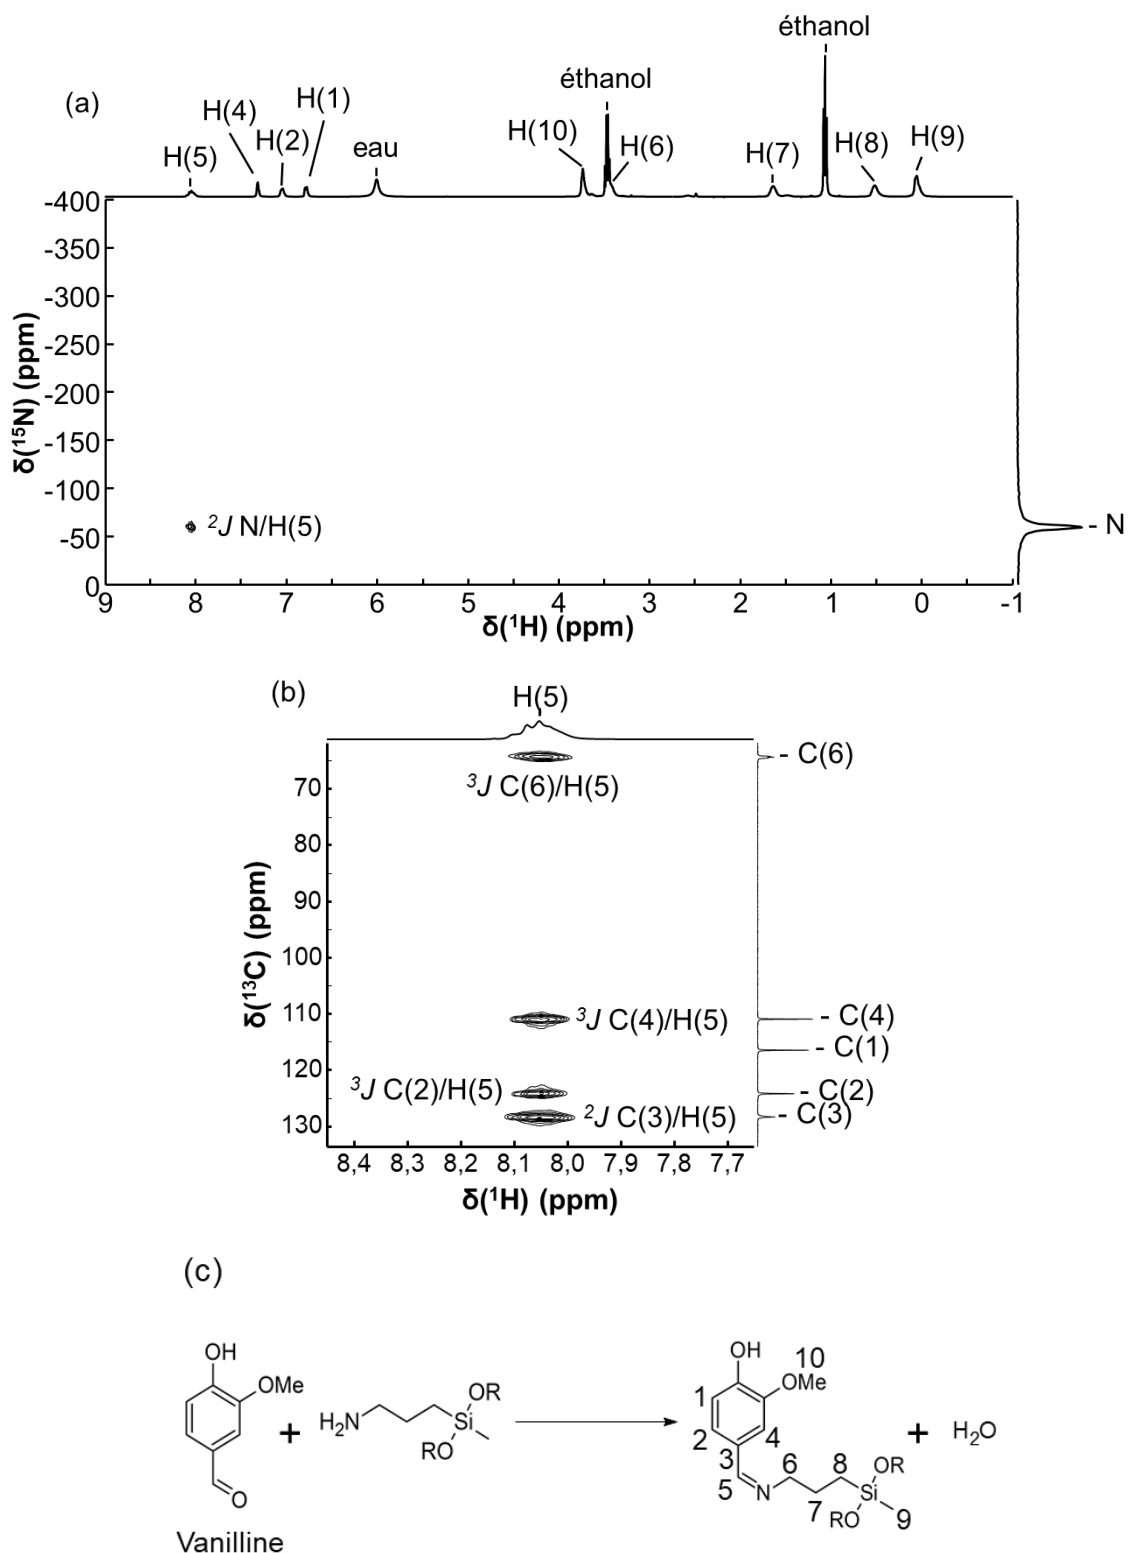 (a)
éthanol
éthanol
H(5)
H(4)
H(2)
H(1)
eau
H(10)
H(6)
H(7)
H(8)
H(9)
-400
-350
-300
-250
-200
-150
-100
-50
0
δ(¹⁵N) (ppm)
²J N/H(5)
- N
9 8 7 6 5 4 3 2 1 0 -1
δ(¹H) (ppm)
(b)
H(5)
- C(6)
³J C(6)/H(5)
70
80
90
100
110
120
130
δ(¹³C) (ppm)
³J C(4)/H(5)
- C(4)
- C(1)
³J C(2)/H(5)
- C(2)
²J C(3)/H(5)
- C(3)
8,4 8,3 8,2 8,1 8,0 7,9 7,8 7,7
δ(¹H) (ppm)
(c)
OH
OMe
O
Vanilline
+
H₂N
OR
Si
RO
OH
10
OMe
1
2
3
4
5
N
6
7
8
OR
Si
RO
9
+
H₂O